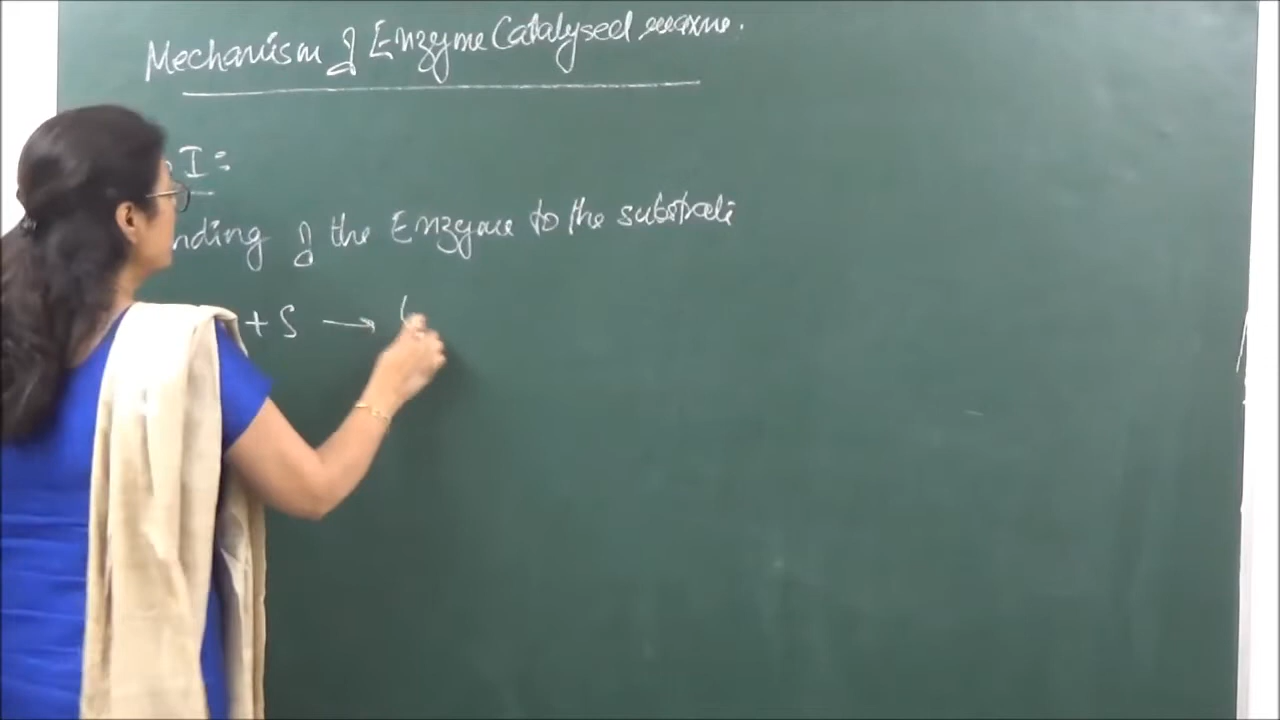 Mechanism of Enzyme Catalysed
I:
nding of the Enzyme to the substrate
+ S → (